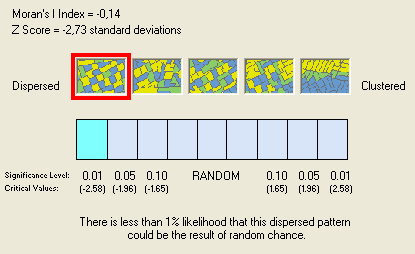 Moran's I Index = -0,14
Z Score = -2,73 standard deviations
Dispersed Clustered
Significance Level: 0.01 0.05 0.10 RANDOM 0.10 0.05 0.01
Critical Values: (-2.58) (-1.96) (-1.65) (1.65) (1.96) (2.58)
There is less than 1% likelihood that this dispersed pattern
could be the result of random chance.